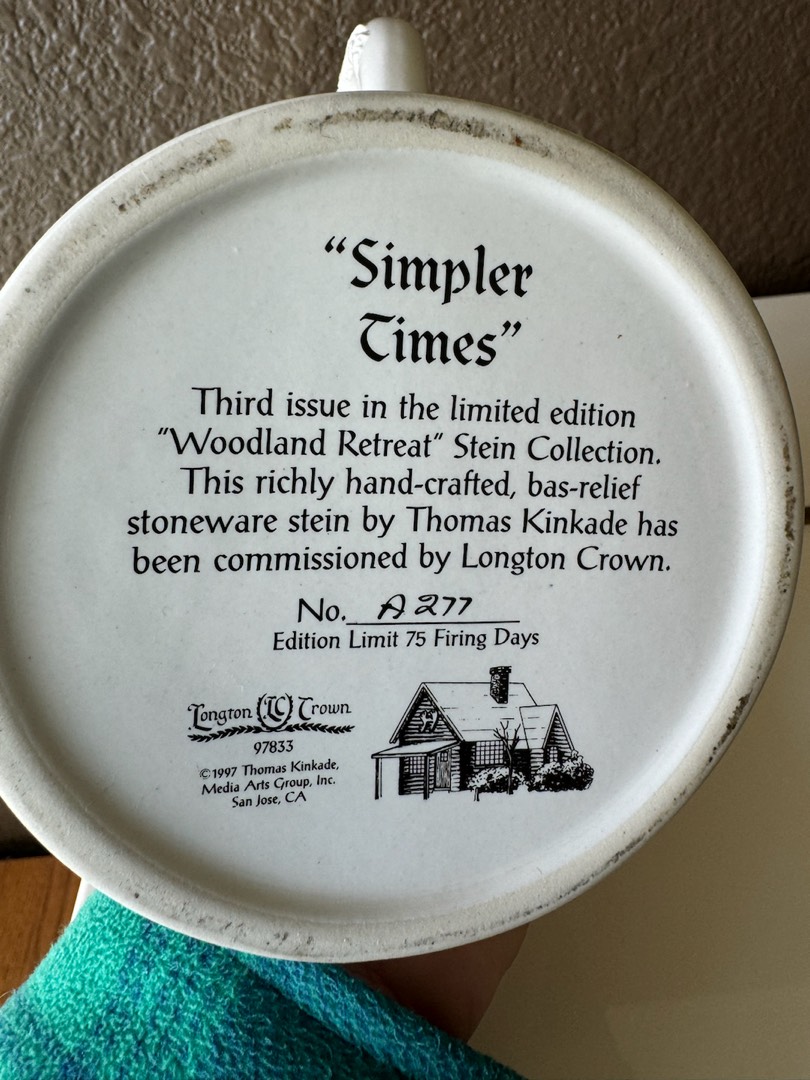 “Simpler
Times”
Third issue in the limited edition
"Woodland Retreat" Stein Collection.
This richly hand-crafted, bas-relief
stoneware stein by Thomas Kinkade has
been commissioned by Longton Crown.
No. A277
Edition Limit 75 Firing Days
Longton LC Crown
97833
©1997 Thomas Kinkade,
Media Arts Group, Inc.
San Jose, CA